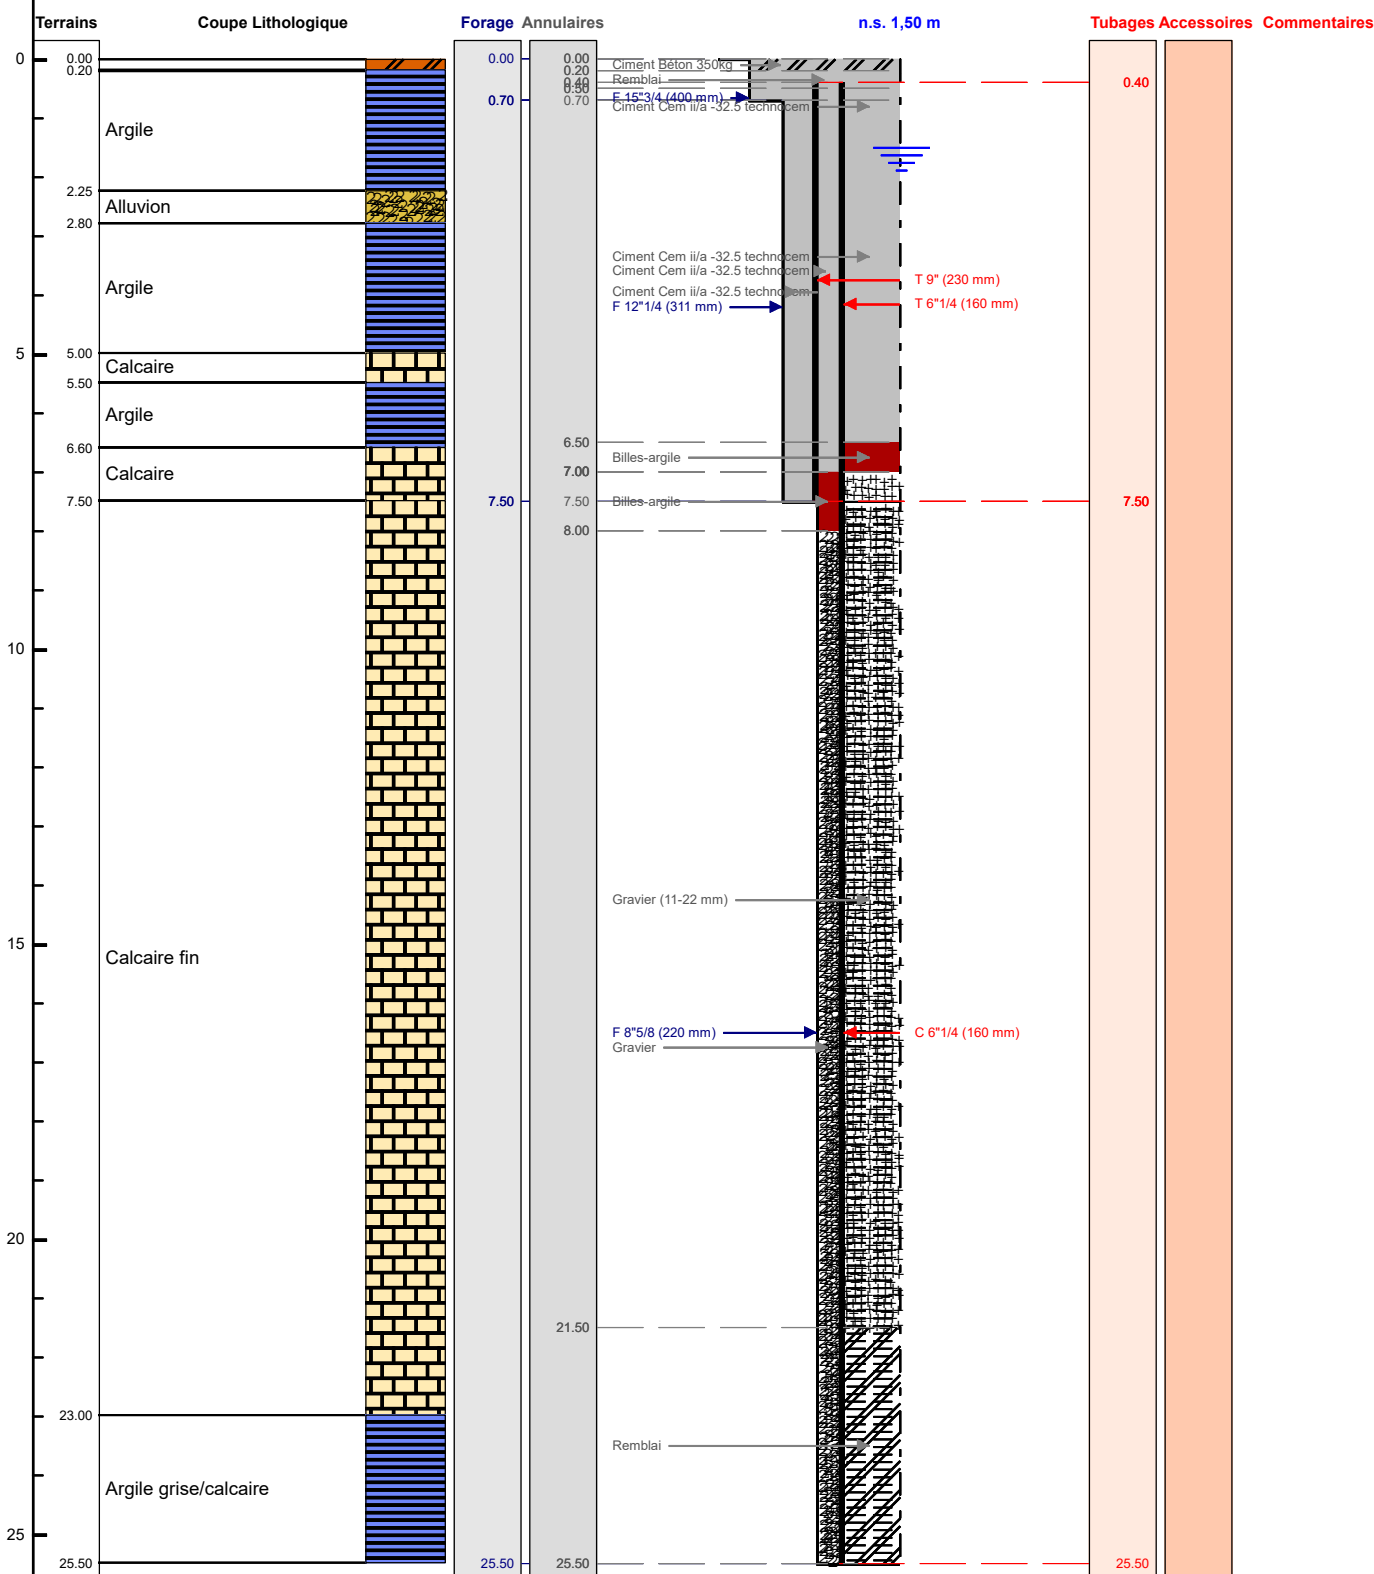 Terrains Coupe Lithologique Forage Annulaires n.s. 1,50 m Tubages Accessoires Commentaires
0 0.00 0.00 0.00 Ciment Béton 350kg
0.20 0.20
Remblai
0.40 0.40
0.50
F 15"3/4 (400 mm)
0.70 0.70
Ciment Cem ii/a -32.5 technocem
Argile
2.25
Alluvion
2.80
Ciment Cem ii/a -32.5 technocem
Ciment Cem ii/a -32.5 technocem
T 9" (230 mm)
Argile
Ciment Cem ii/a -32.5 technocem
F 12"1/4 (311 mm) T 6"1/4 (160 mm)
5 5.00
Calcaire
5.50
Argile
6.50
6.60
Billes-argile
7.00
Calcaire
7.50 7.50 7.50 Billes-argile 7.50
8.00
10
Gravier (11-22 mm)
15
Calcaire fin
F 8"5/8 (220 mm) C 6"1/4 (160 mm)
Gravier
20
21.50
23.00
Remblai
Argile grise/calcaire
25
25.50 25.50 25.50 25.50